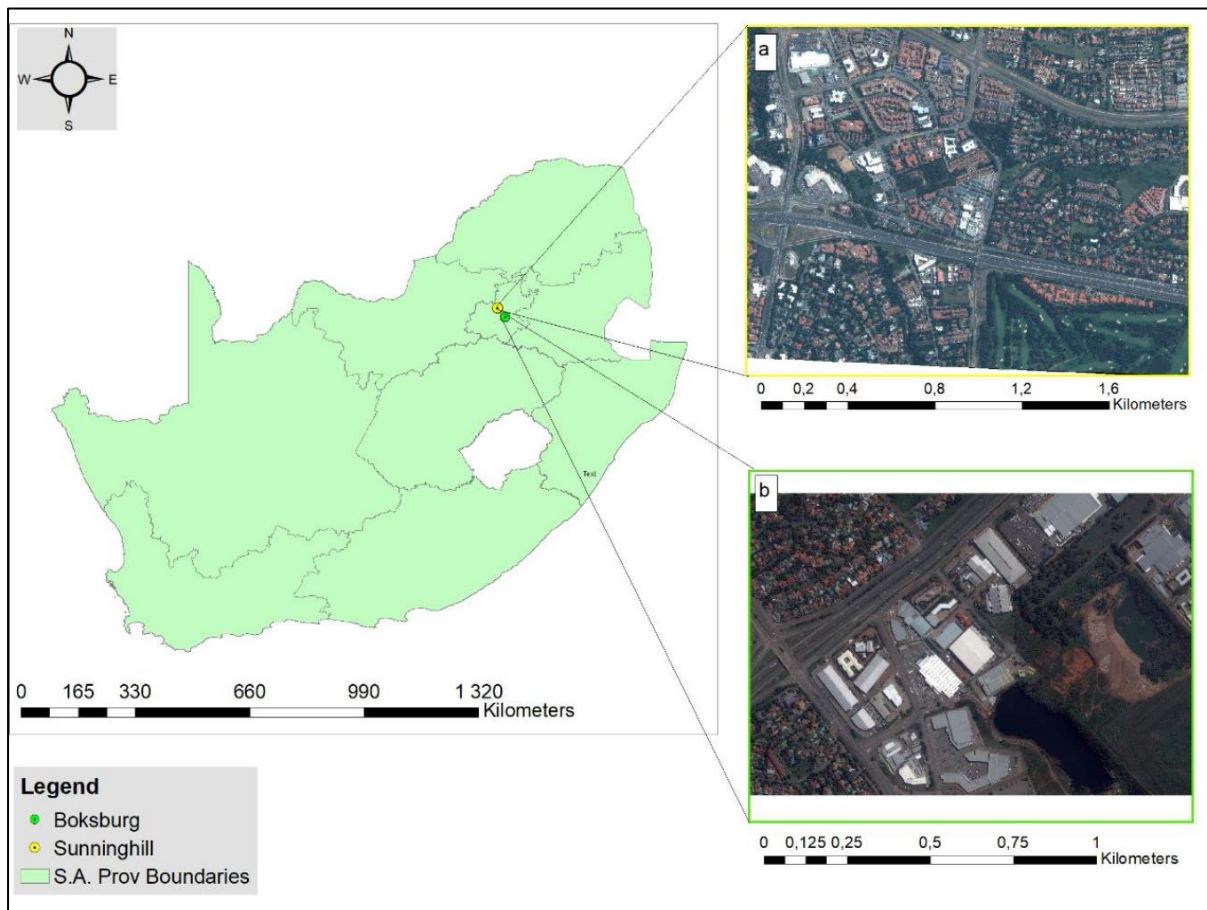 N
W E
S
Text
0 165 330 660 990 1 320
Kilometers
Legend
Boksburg
Sunninghill
S.A. Prov Boundaries
a
0 0,2 0,4 0,8 1,2 1,6
Kilometers
b
0 0,125 0,25 0,5 0,75 1
Kilometers